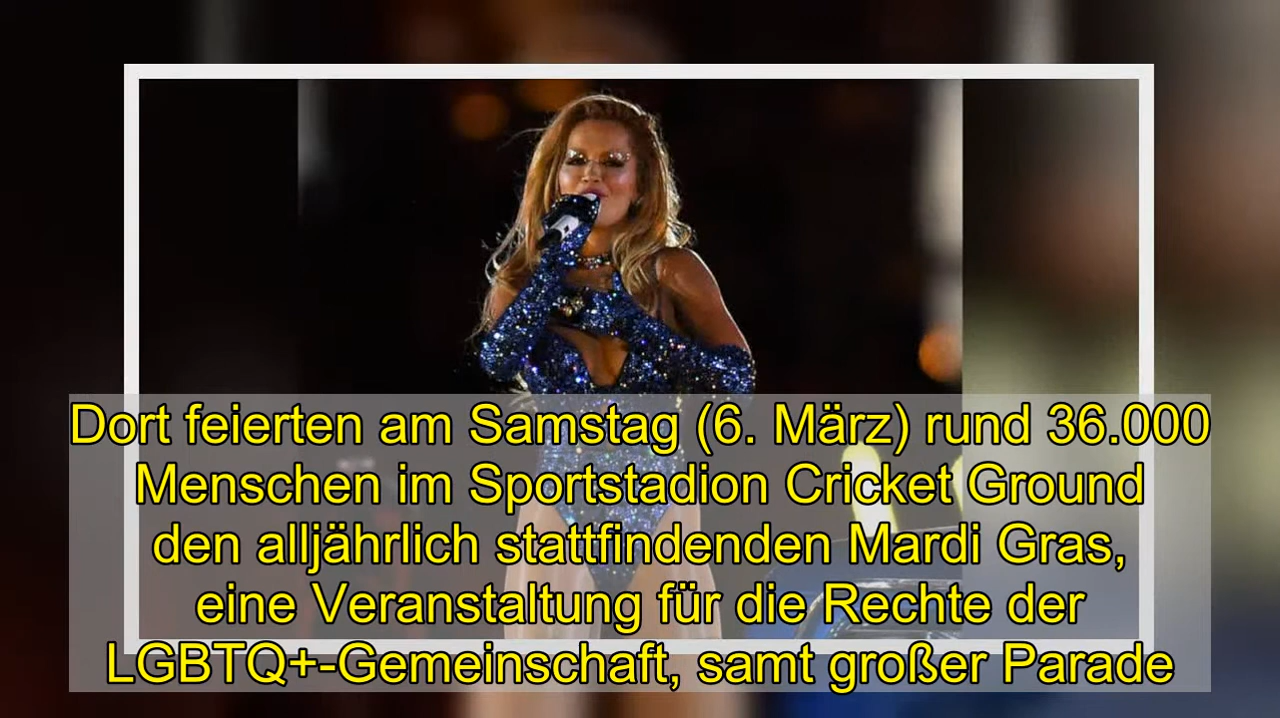 Dort feierten am Samstag (6. März) rund 36.000
Menschen im Sportstadion Cricket Ground
den alljährlich stattfindenden Mardi Gras,
eine Veranstaltung für die Rechte der
LGBTQ+-Gemeinschaft, samt großer Parade